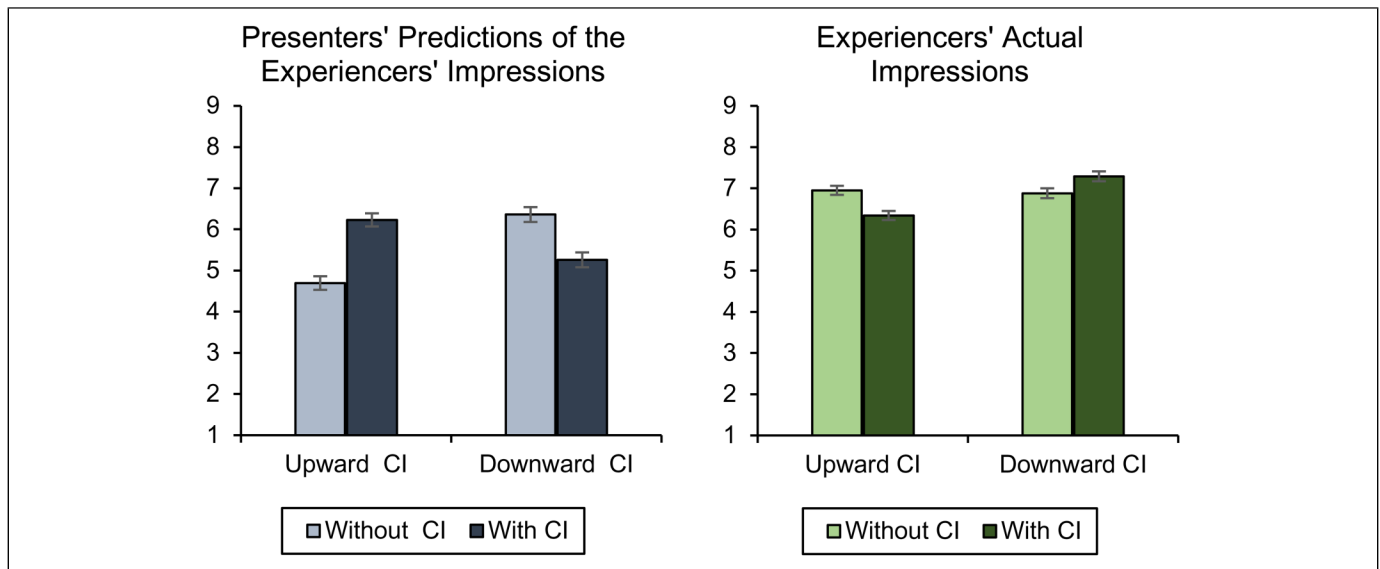 Presenters' Predictions of the
Experiencers' Impressions
9
8
7
6
5
4
3
2
1
Upward CI
Downward CI
Without CI
With CI
Experiencers' Actual
Impressions
9
8
7
6
5
4
3
2
1
Upward CI
Downward CI
Without CI
With CI